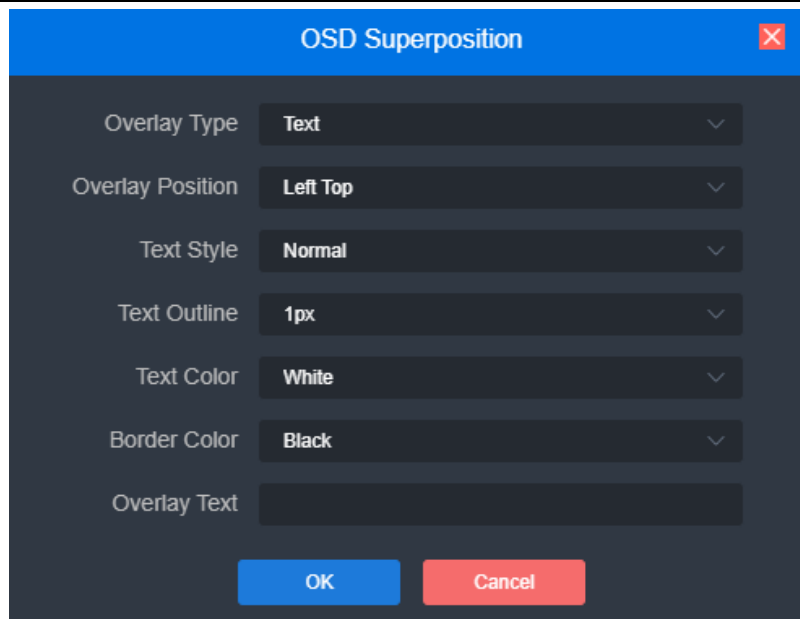 OSD Superposition
Overlay Type Text
Overlay Position Left Top
Text Style Normal
Text Outline 1px
Text Color White
Border Color Black
Overlay Text
OK Cancel